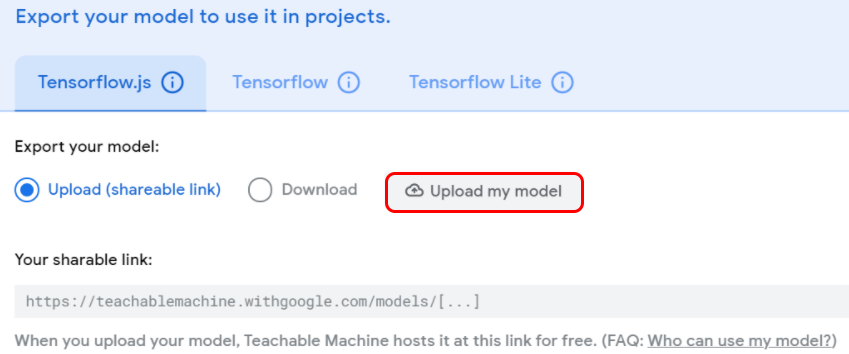 Export your model to use it in projects.
Tensorflow.js Tensorflow Tensorflow Lite
Export your model:
Upload (shareable link) Download Upload my model
Your sharable link:
https://teachablemachine.withgoogle.com/models/[...]
When you upload your model, Teachable Machine hosts it at this link for free. (FAQ: Who can use my model?)